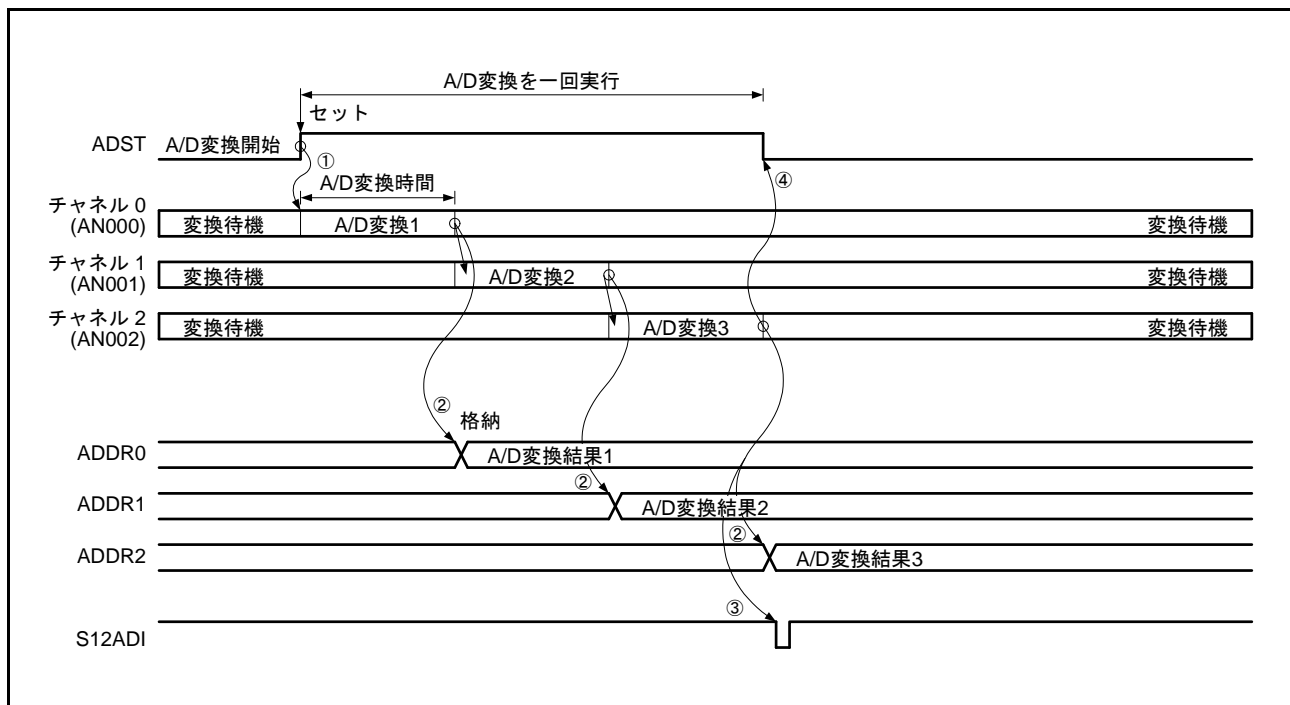 A/D変換を一回実行
セット
ADST
A/D変換開始
①
④
A/D変換時間
チャネル 0
(AN000)
変換待機
A/D変換1
変換待機
チャネル 1
(AN001)
変換待機
A/D変換2
変換待機
チャネル 2
(AN002)
変換待機
A/D変換3
変換待機
②
格納
ADDR0
A/D変換結果1
②
ADDR1
A/D変換結果2
②
ADDR2
A/D変換結果3
③
S12ADI